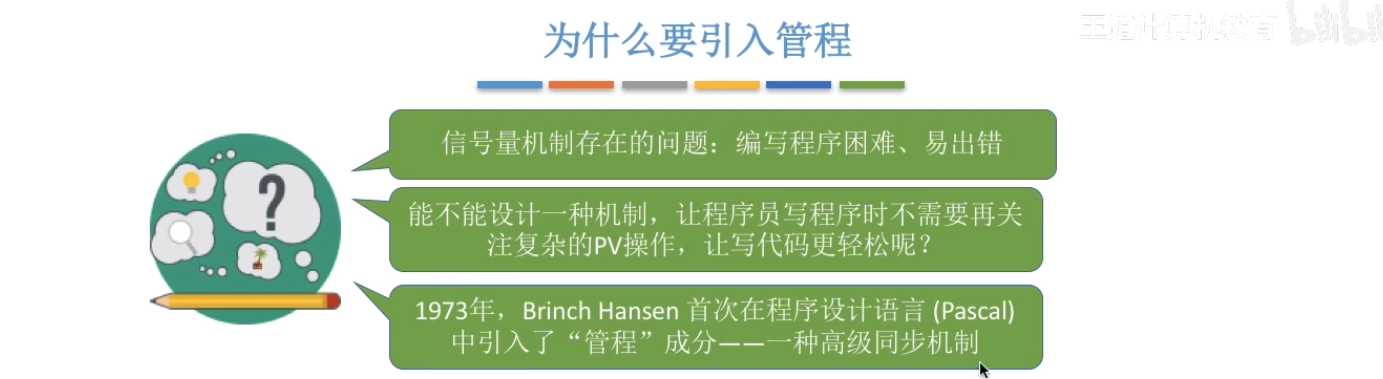 为什么要引入管程
王道计算机教育 bilibili
信号量机制存在的问题：编写程序困难、易出错
能不能设计一种机制，让程序员写程序时不需要再关
注复杂的PV操作，让写代码更轻松呢？
1973年，Brinch Hansen 首次在程序设计语言 (Pascal)
中引入了“管程”成分——一种高级同步机制